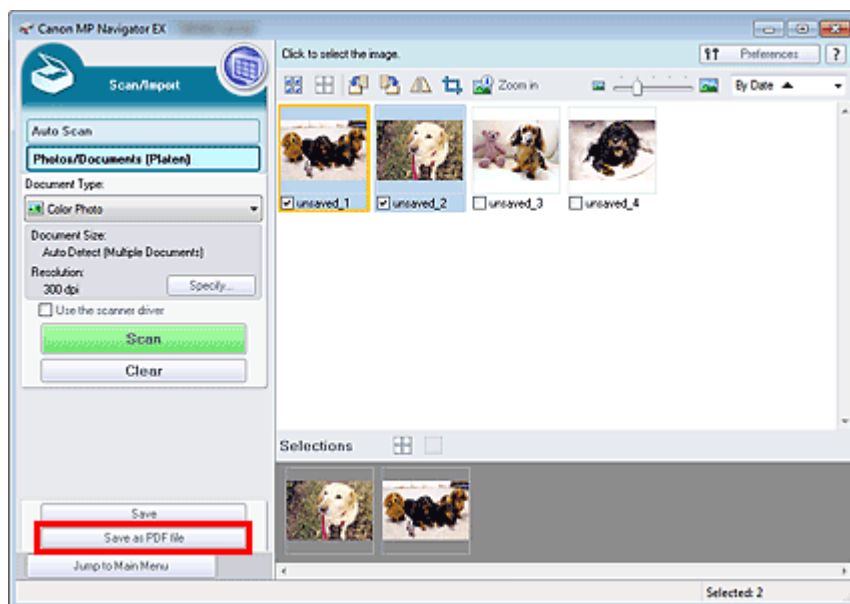 Canon MP Navigator EX
Click to select the image.
Preferences
?
Scan/Import
Zoom in
By Date
Auto Scan
Photos/Documents (Platen)
Document Type:
Color Photo
unsaved_1
unsaved_2
unsaved_3
unsaved_4
Document Size:
Auto Detect (Multiple Documents)
Resolution:
300 dpi
Specify...
Use the scanner driver
Scan
Clear
Selections
Save
Save as PDF file
Jump to Main Menu
Selected: 2